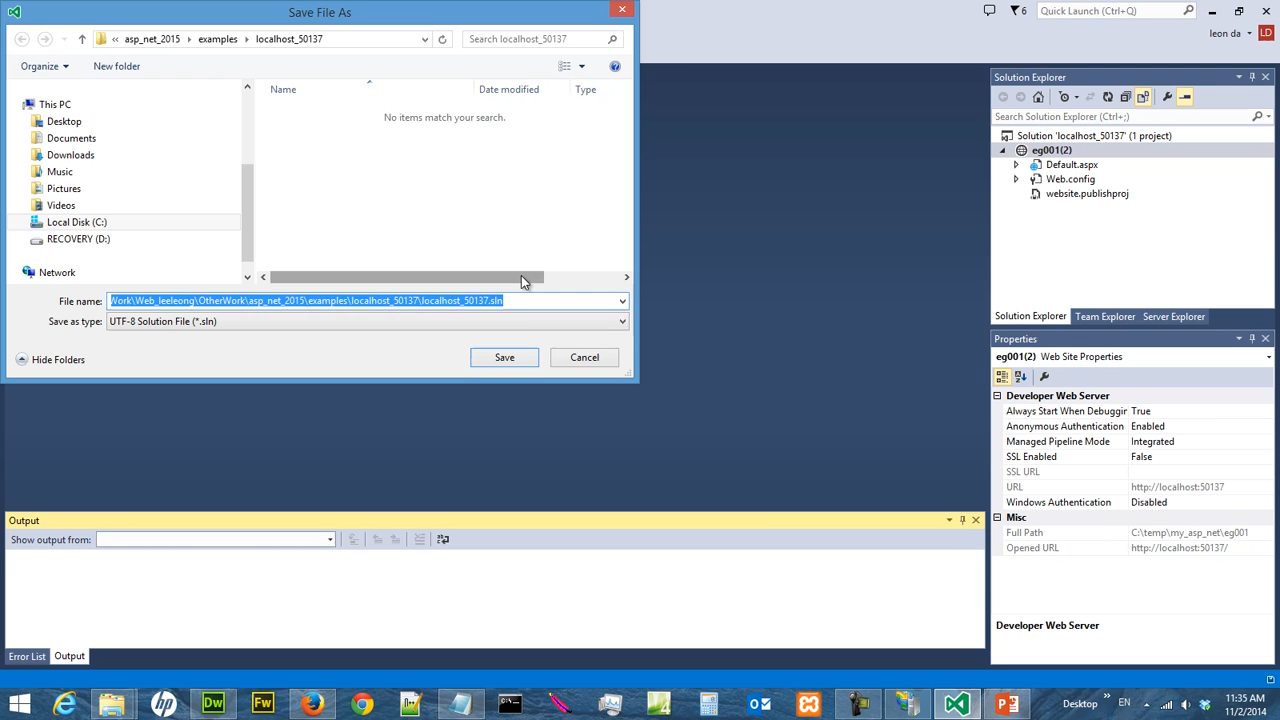 Save File As
Quick Launch (Ctrl+Q)
6
leon da
LD
asp_net_2015
examples
localhost_50137
Search localhost_50137
Organize
New folder
Name
Date modified
Type
No items match your search.
This PC
Desktop
Documents
Downloads
Music
Pictures
Videos
Local Disk (C:)
RECOVERY (D:)
Network
File name:
Work\Web_leeleong\OtherWork\asp_net_2015\examples\localhost_50137\localhost_50137.sln
Save as type:
UTF-8 Solution File (*.sln)
Hide Folders
Save
Cancel
Solution Explorer
Search Solution Explorer (Ctrl+;)
Solution 'localhost_50137' (1 project)
eg001(2)
Default.aspx
Web.config
website.publishproj
Solution Explorer
Team Explorer
Server Explorer
Properties
eg001(2) Web Site Properties
Developer Web Server
Always Start When Debuggin True
Anonymous Authentication Enabled
Managed Pipeline Mode Integrated
SSL Enabled False
SSL URL
URL http://localhost:50137
Windows Authentication Disabled
Misc
Full Path C:\temp\my_asp_net\eg001
Opened URL http://localhost:50137/
Developer Web Server
Output
Show output from:
Error List
Output
Desktop
EN
11:35 AM
11/2/2014